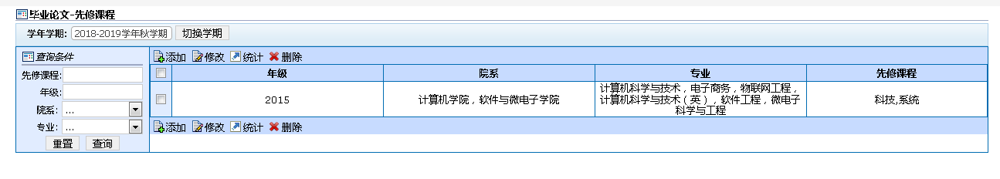 毕业论文-先修课程
学年学期: 2018-2019学年秋学期 切换学期
查询条件
先修课程:
年级:
院系: ...
专业: ...
重置 查询
添加 修改 统计 删除
年级 院系 专业 先修课程
2015 计算机学院，软件与微电子学院 计算机科学与技术，电子商务，物联网工程，
计算机科学与技术（英），软件工程，微电子
科学与工程 科技,系统
添加 修改 统计 删除